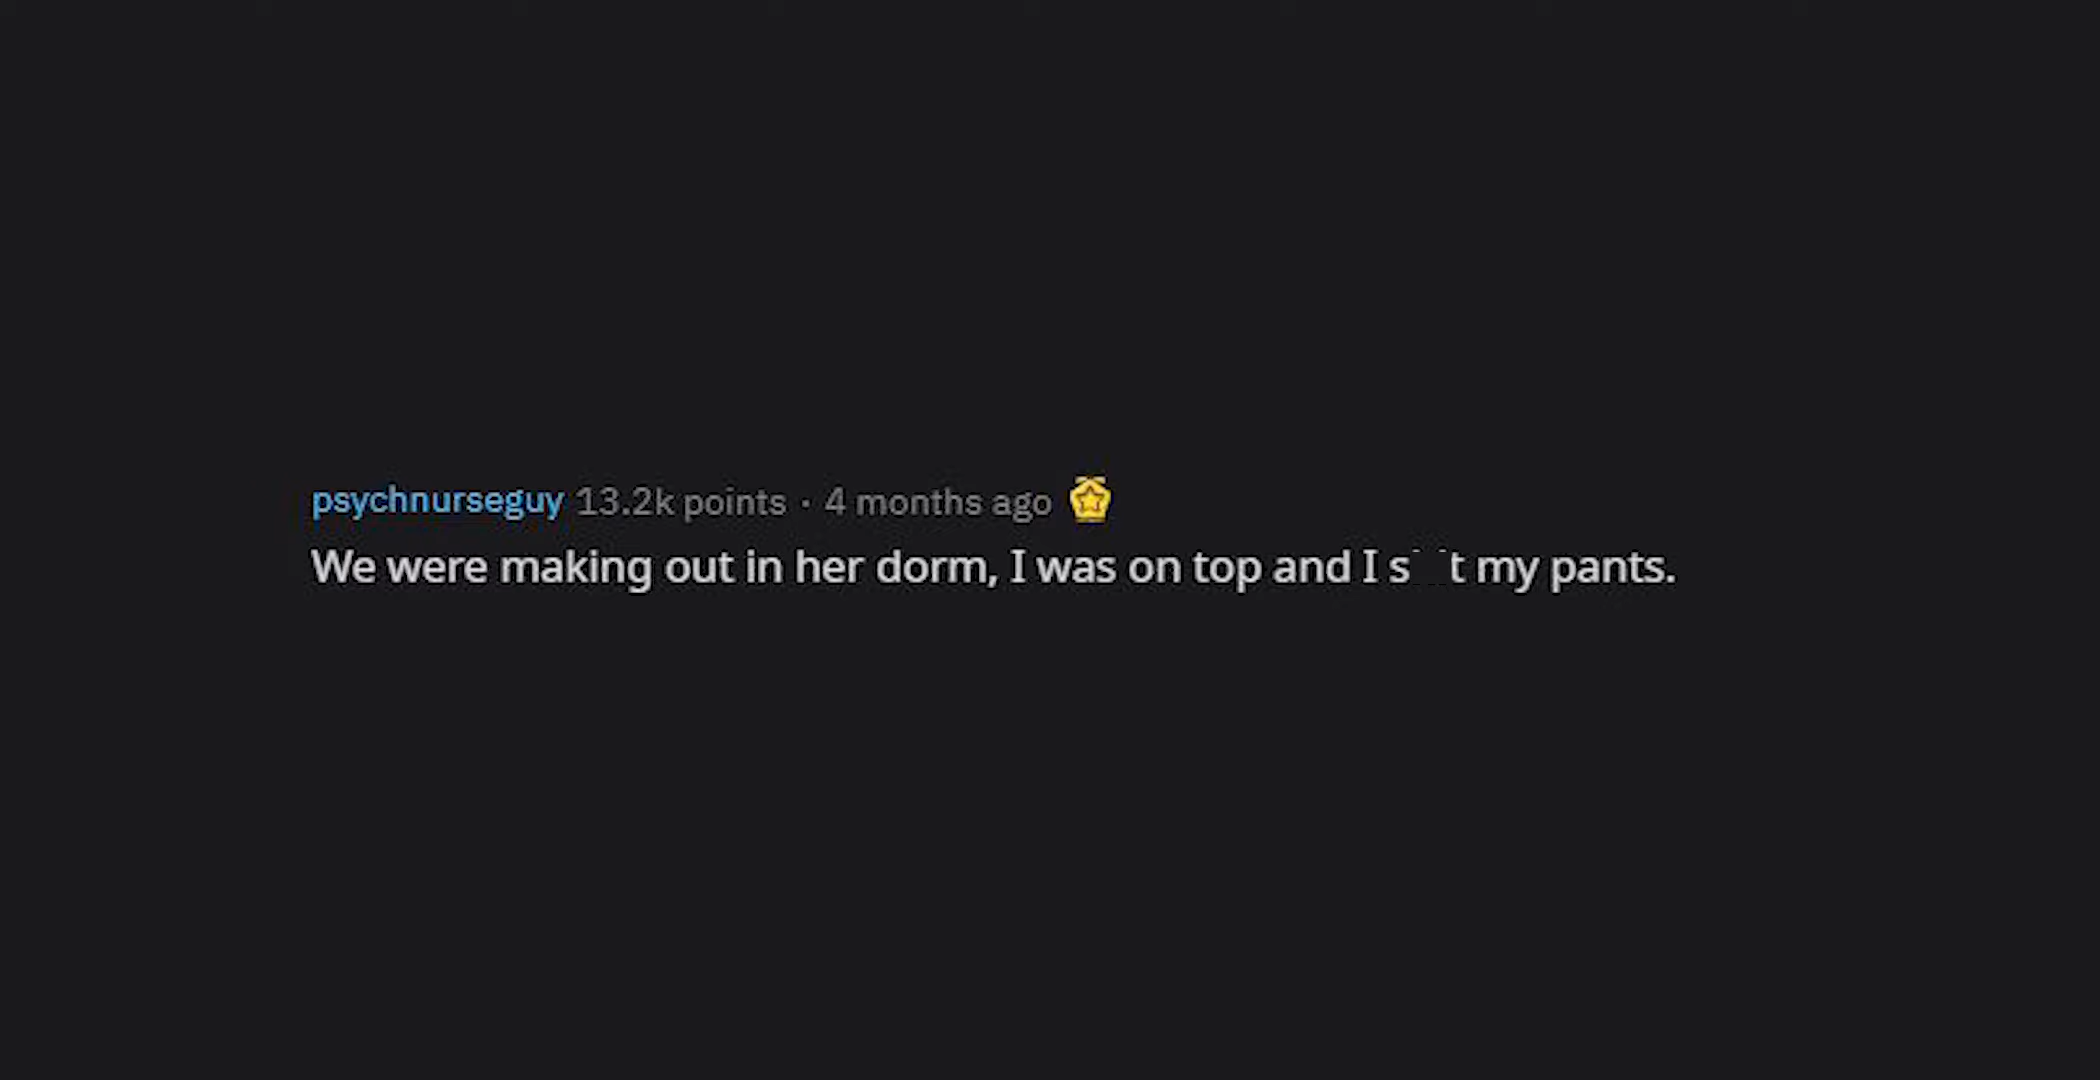 psychnurseguy 13.2k points · 4 months ago
We were making out in her dorm, I was on top and I s t my pants.